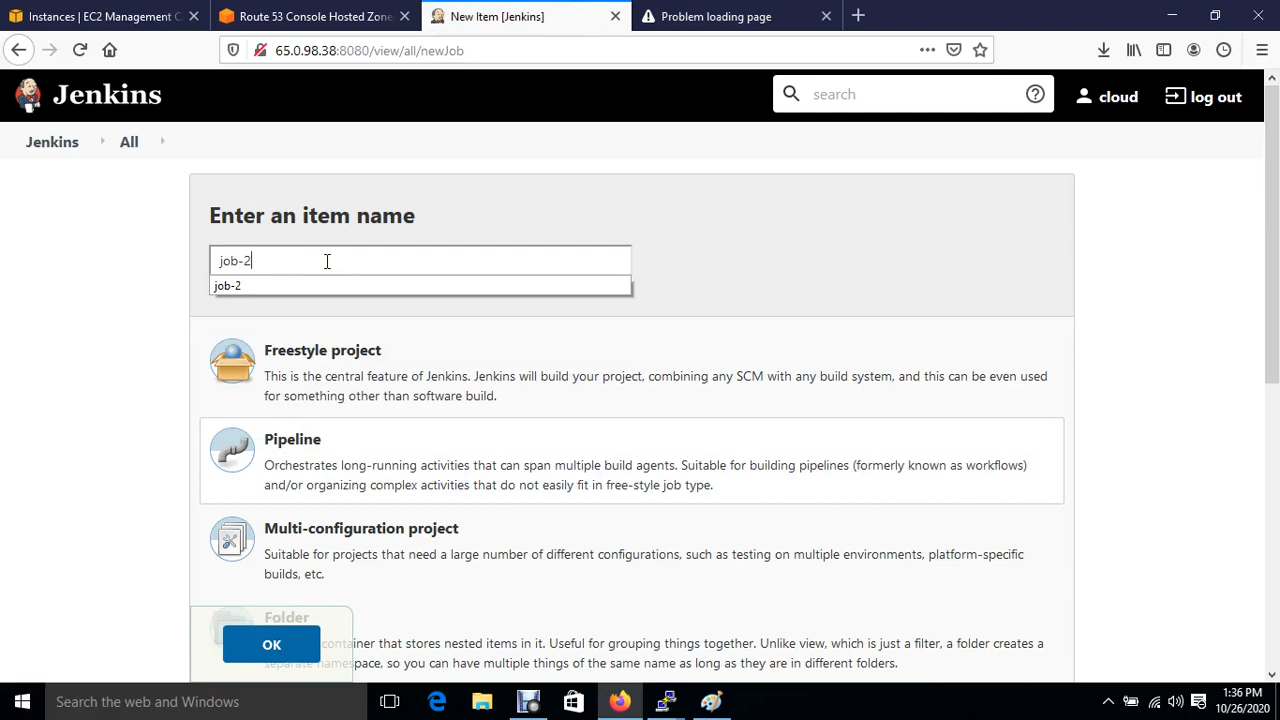 Instances | EC2 Management C
Route 53 Console Hosted Zone
New Item [Jenkins]
Problem loading page
65.0.98.38:8080/view/all/newJob
Jenkins
search
cloud
log out
Jenkins
All
Enter an item name
job-2
job-2
Freestyle project
This is the central feature of Jenkins. Jenkins will build your project, combining any SCM with any build system, and this can be even used
for something other than software build.
Pipeline
Orchestrates long-running activities that can span multiple build agents. Suitable for building pipelines (formerly known as workflows)
and/or organizing complex activities that do not easily fit in free-style job type.
Multi-configuration project
Suitable for projects that need a large number of different configurations, such as testing on multiple environments, platform-specific
builds, etc.
Folder
container that stores nested items in it. Useful for grouping things together. Unlike view, which is just a filter, a folder creates a
separate namespace, so you can have multiple things of the same name as long as they are in different folders.
OK
Search the web and Windows
1:36 PM
10/26/2020